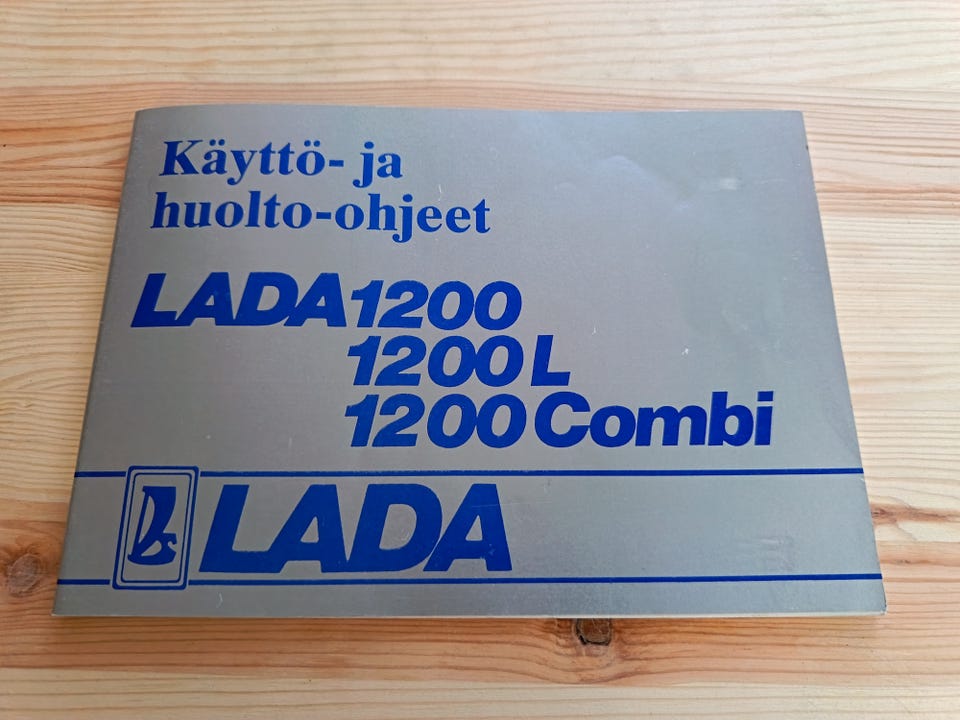 Käyttö- ja
huolto-ohjeet
LADA 1200
1200 L
1200 Combi
LADA